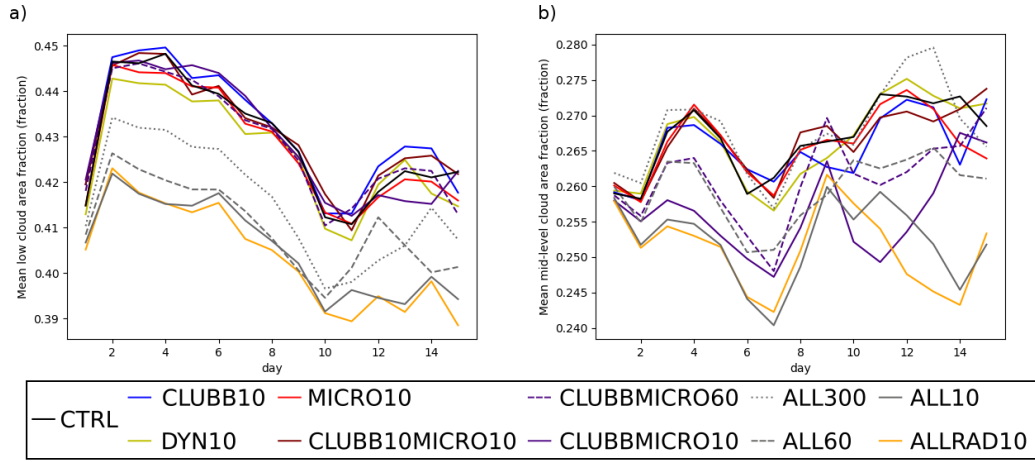 a)
b)
Mean low cloud area fraction (fraction)
0.45
0.44
0.43
0.42
0.41
0.40
0.39
2 4 6 8 10 12 14
day
Mean mid-level cloud area fraction (fraction)
0.280
0.275
0.270
0.265
0.260
0.255
0.250
0.245
0.240
2 4 6 8 10 12 14
day
CTRL
CLUBB10
DYN10
MICRO10
CLUBB10MICRO10
CLUBBMICRO60
CLUBBMICRO10
ALL300
ALL60
ALL10
ALLRAD10